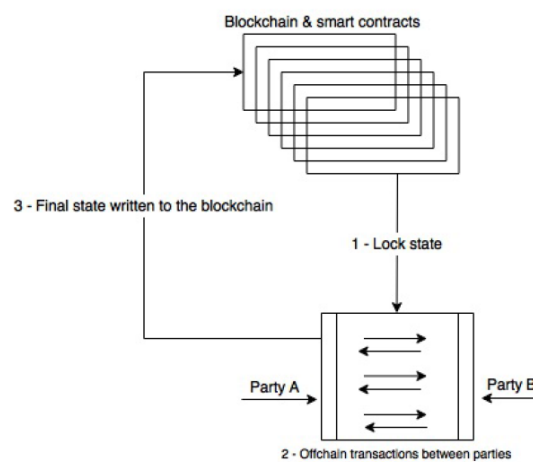 Blockchain & smart contracts
3 - Final state written to the blockchain
1 - Lock state
Party A
Party B
2 - Offchain transactions between parties